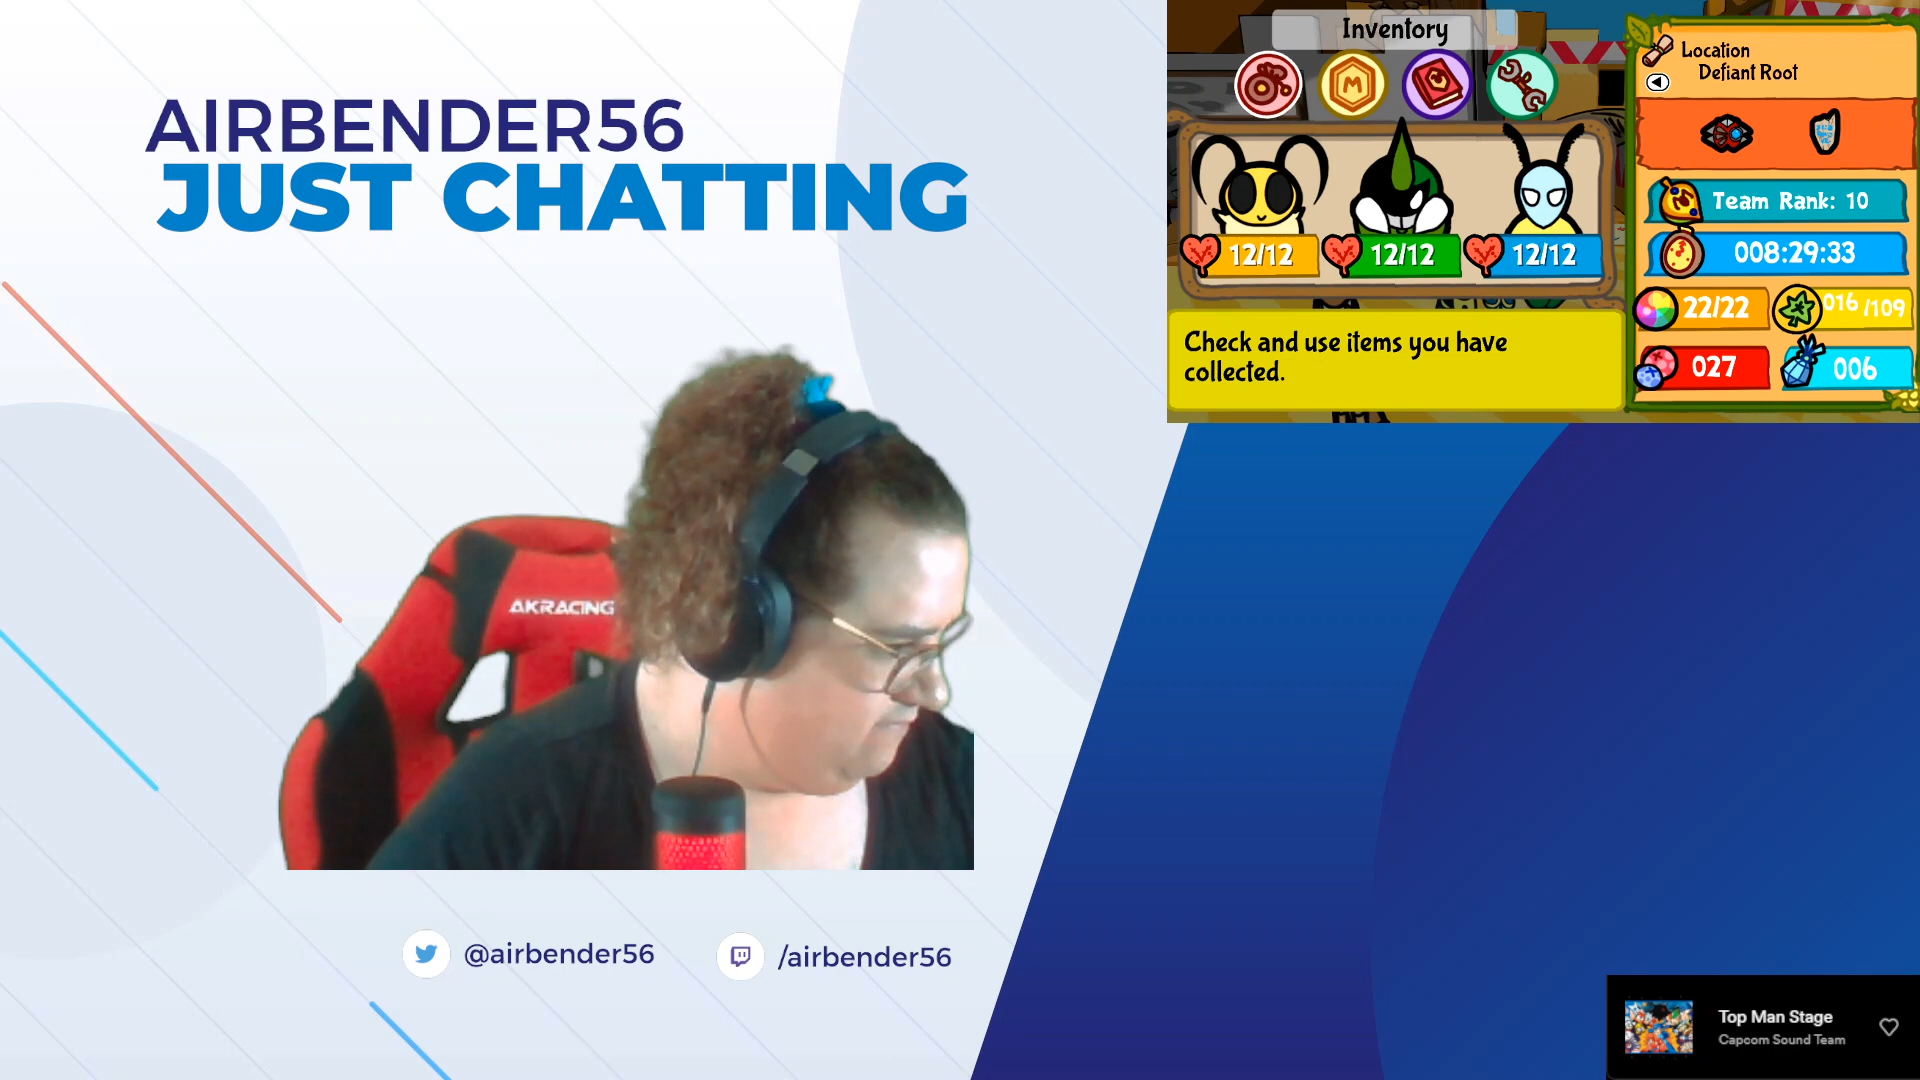 AIRBENDER56
JUST CHATTING
AKRACING
@airbender56
/airbender56
Inventory
M
12/12
12/12
12/12
Check and use items you have
collected.
Location
Defiant Root
Team Rank: 10
008:29:33
22/22
016/109
027
006
Top Man Stage
Capcom Sound Team